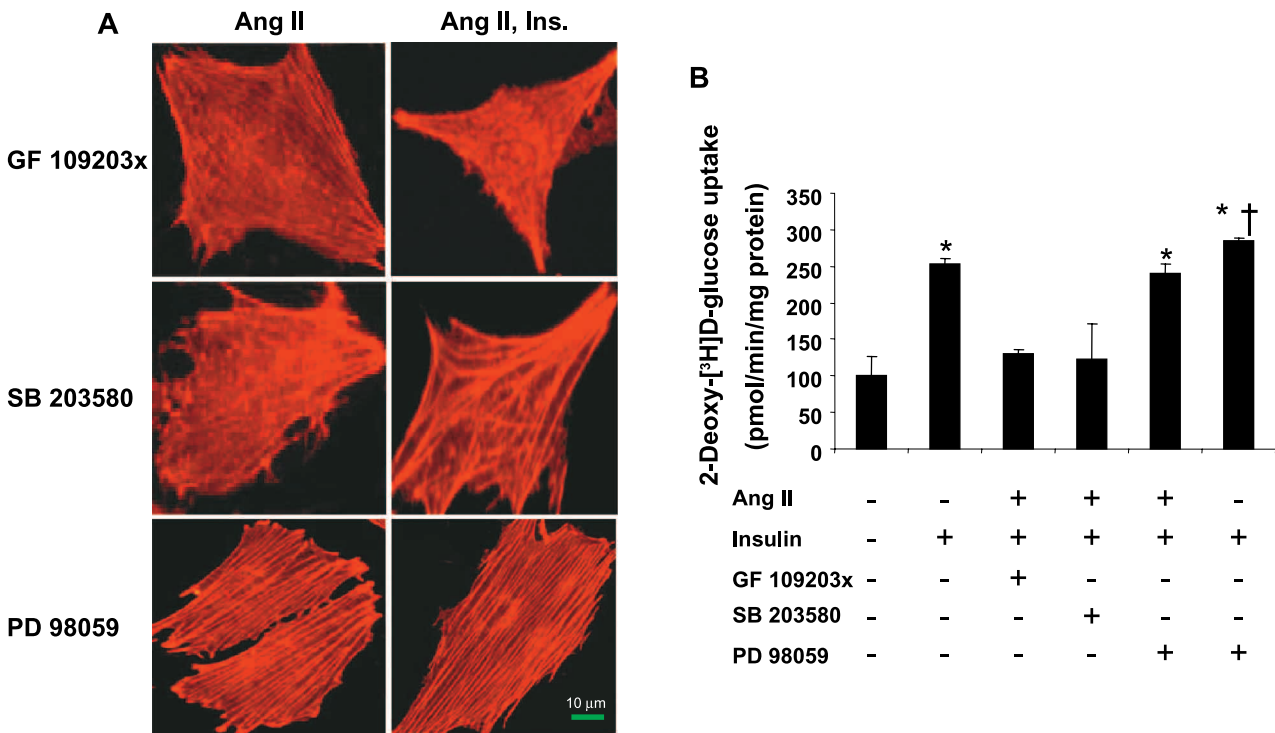 A
Ang II
Ang II, Ins.
GF 109203x
SB 203580
PD 98059
10 μm
B
2-Deoxy-[³H]D-glucose uptake
(pmol/min/mg protein)
350
300
250
200
150
100
50
0
*
*
* †
Ang II - - + + + -
Insulin - + + + + +
GF 109203x - - + - - -
SB 203580 - - - + - -
PD 98059 - - - - + +